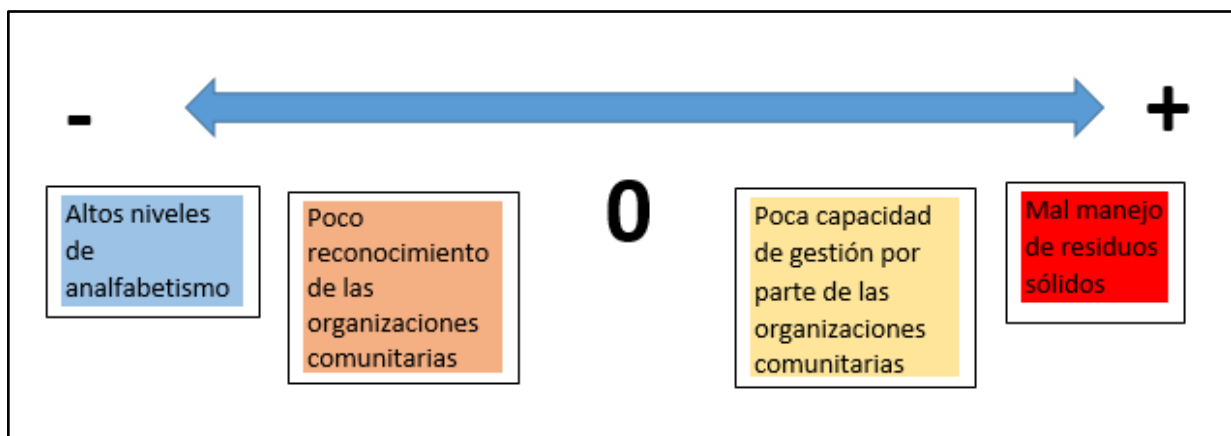 -
+
0
Altos niveles
de
analfabetismo
Poco
reconocimiento
de las
organizaciones
comunitarias
Poca capacidad
de gestión por
parte de las
organizaciones
comunitarias
Mal manejo
de residuos
sólidos